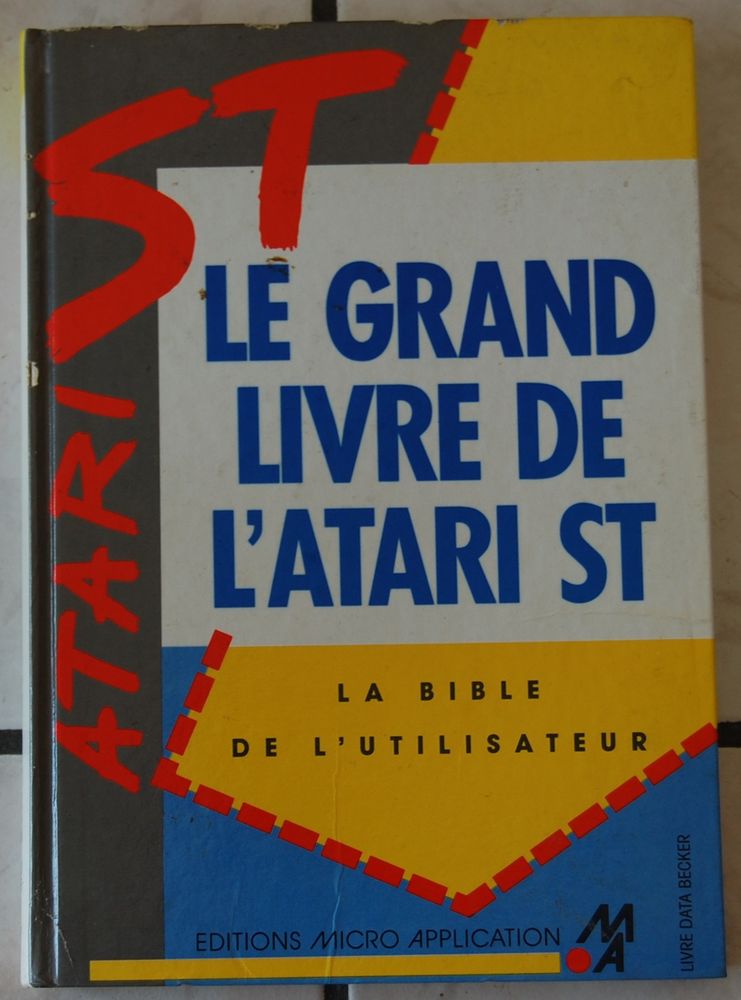 ATARI ST
LE GRAND
LIVRE DE
L'ATARI ST
LA BIBLE
DE L'UTILISATEUR
EDITIONS MICRO APPLICATION
MA
LIVRE DATA BECKER